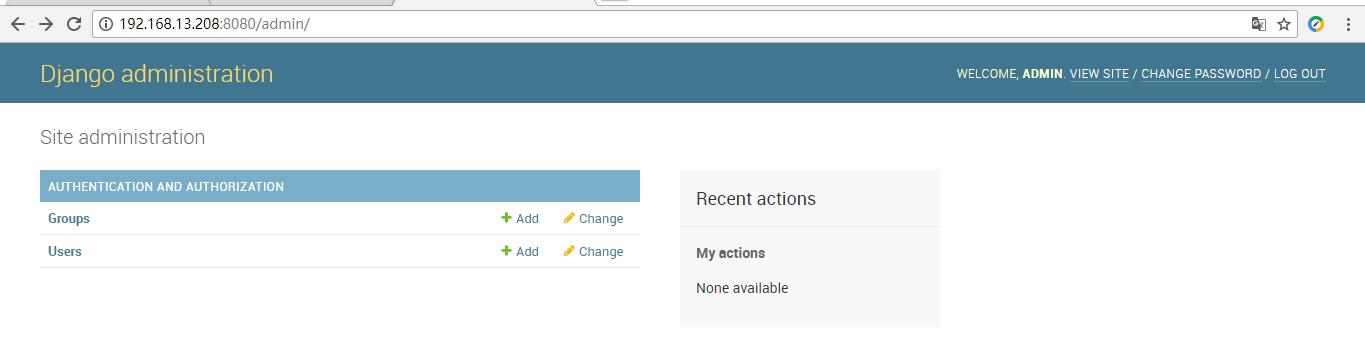 192.168.13.208:8080/admin/
Django administration
WELCOME, ADMIN. VIEW SITE / CHANGE PASSWORD / LOG OUT
Site administration
AUTHENTICATION AND AUTHORIZATION
Groups Add Change
Users Add Change
Recent actions
My actions
None available